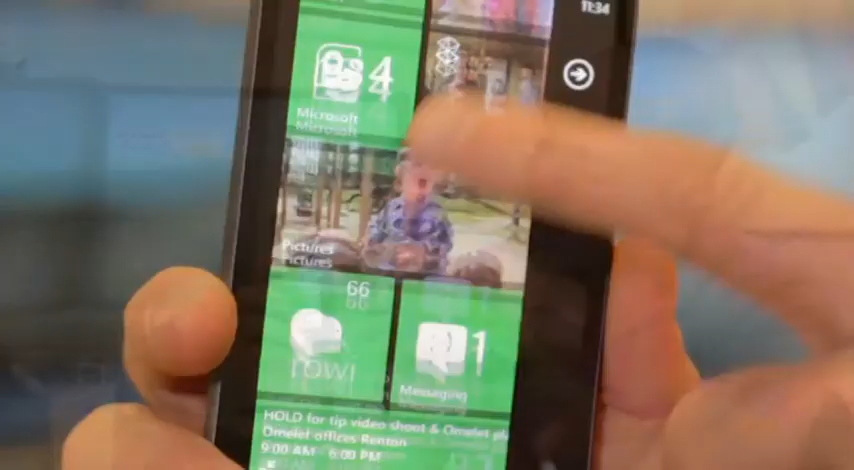 11:34
4
Microsoft
Pictures
66
1
Messaging
HOLD for tip video shoot & Omelet pl
Omelet offices Renton
9:00 AM - 6:00 PM